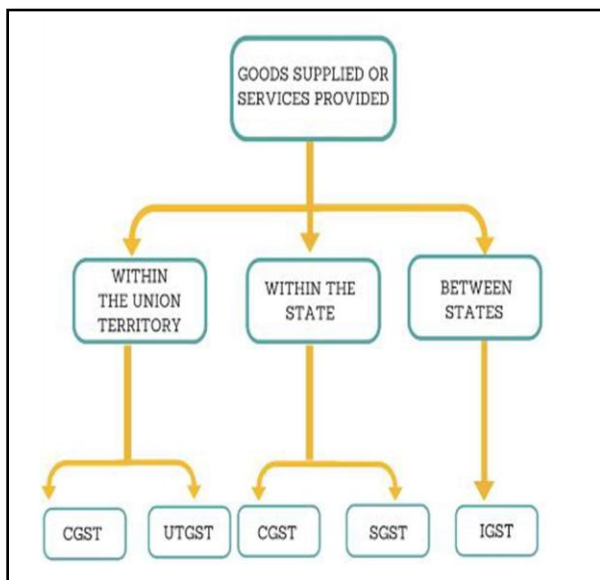 GOODS SUPPLIED OR
SERVICES PROVIDED
WITHIN
THE UNION
TERRITORY
WITHIN THE
STATE
BETWEEN
STATES
CGST
UTGST
CGST
SGST
IGST